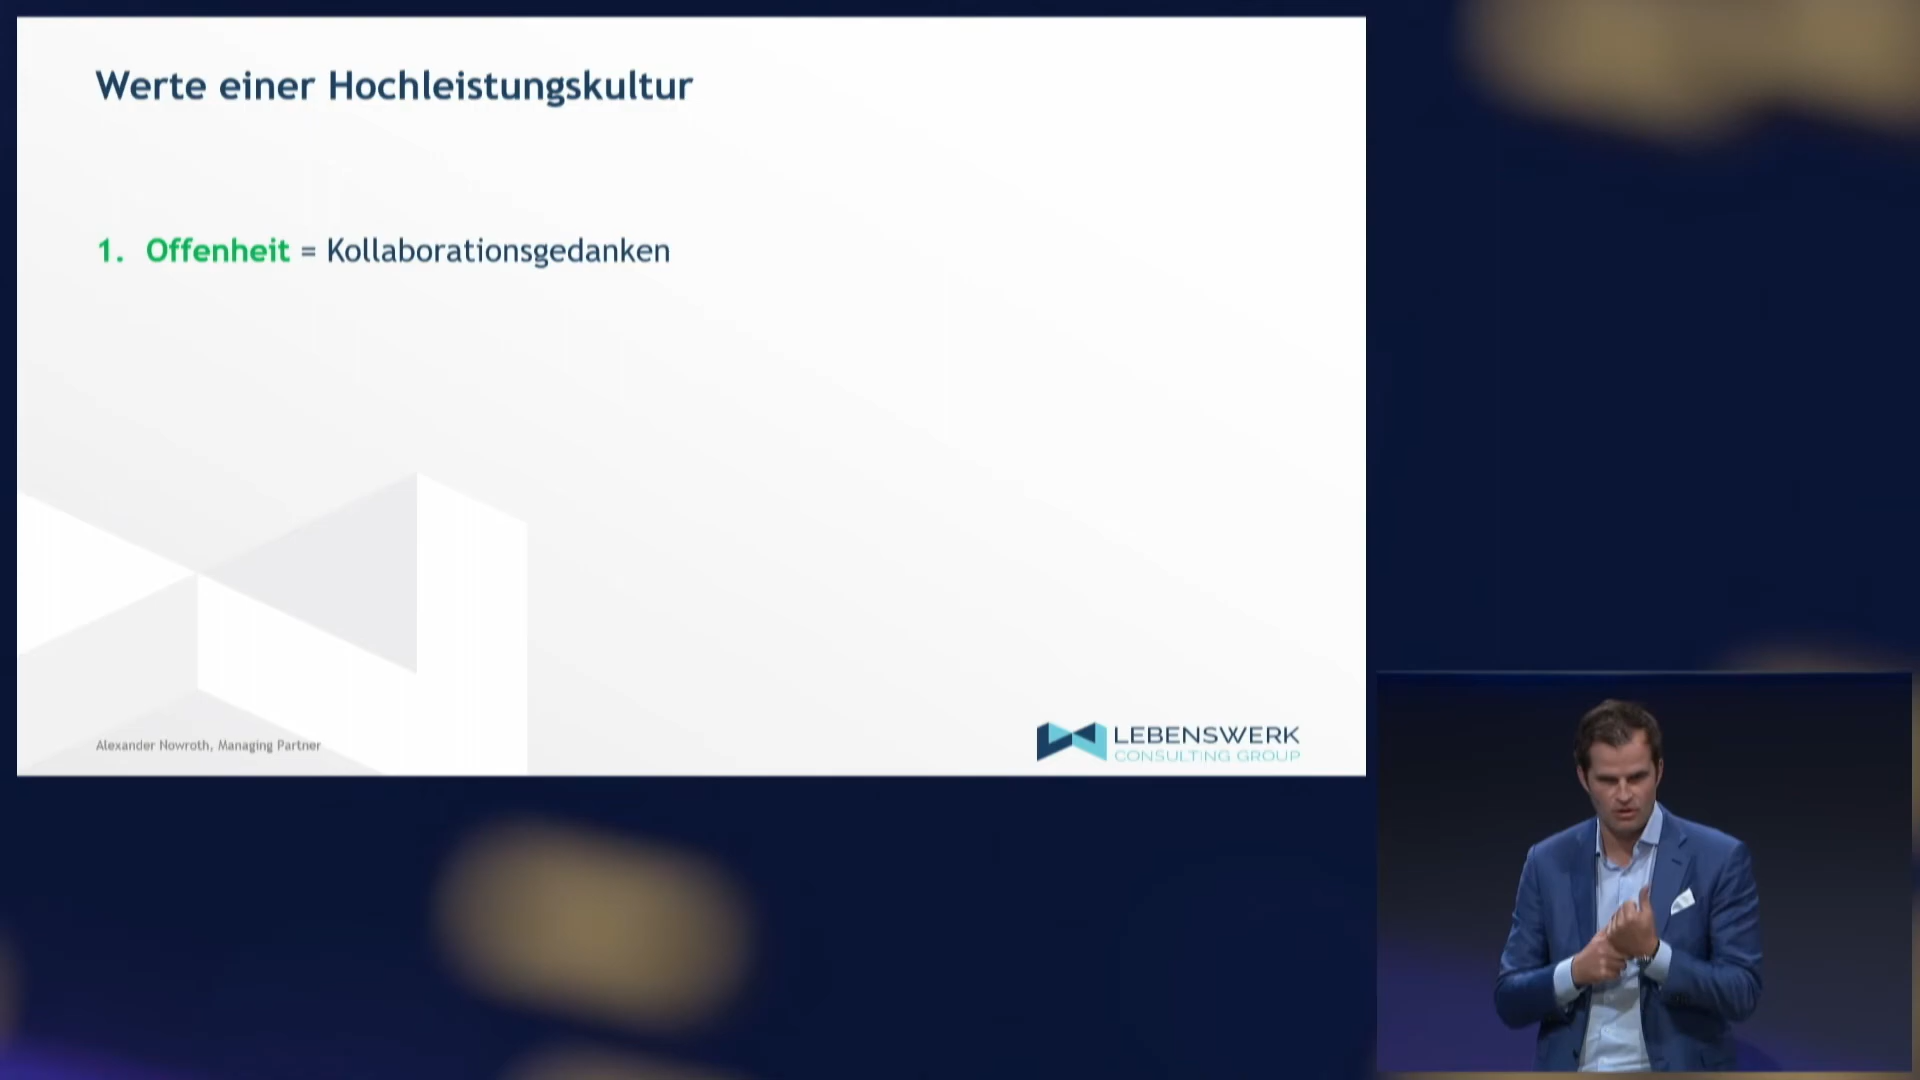 Werte einer Hochleistungskultur
1. Offenheit = Kollaborationsgedanken
Alexander Nowroth, Managing Partner
LEBENSWERK
CONSULTING GROUP